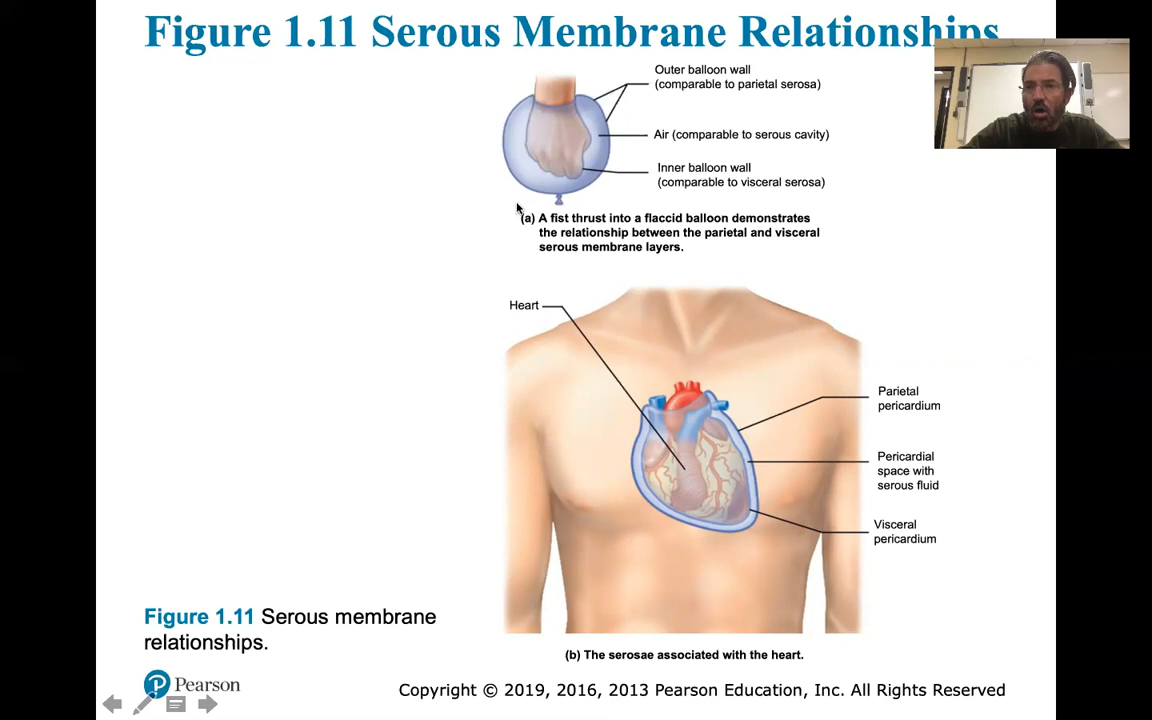 Figure 1.11 Serous Membrane Relationships
Outer balloon wall
(comparable to parietal serosa)
Air (comparable to serous cavity)
Inner balloon wall
(comparable to visceral serosa)
(a) A fist thrust into a flaccid balloon demonstrates
the relationship between the parietal and visceral
serous membrane layers.
Heart
Parietal
pericardium
Pericardial
space with
serous fluid
Visceral
pericardium
Figure 1.11 Serous membrane
relationships.
(b) The serosae associated with the heart.
Pearson
Copyright © 2019, 2016, 2013 Pearson Education, Inc. All Rights Reserved